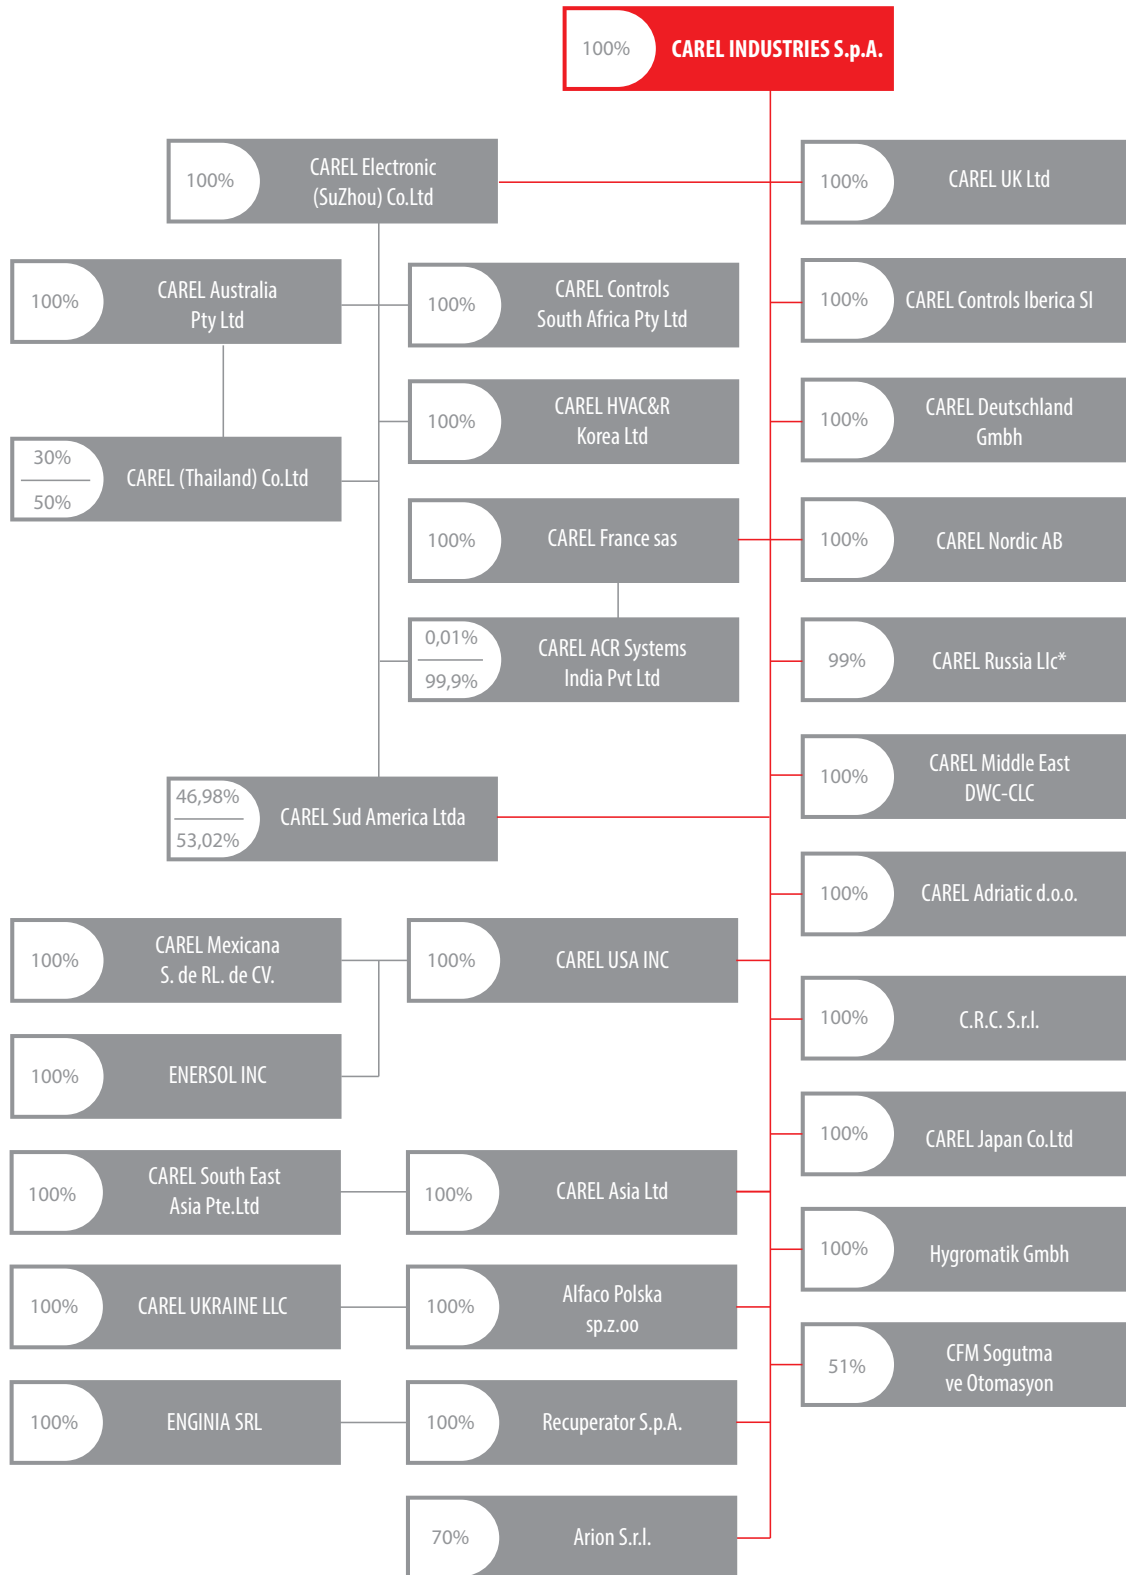 100%
CAREL INDUSTRIES S.p.A.
100%
CAREL Electronic
(SuZhou) Co.Ltd
100%
CAREL UK Ltd
100%
CAREL Australia
Pty Ltd
100%
CAREL Controls
South Africa Pty Ltd
100%
CAREL Controls Iberica Sl
100%
CAREL HVAC&R
Korea Ltd
100%
CAREL Deutschland
Gmbh
30%
50%
CAREL (Thailand) Co.Ltd
100%
CAREL France sas
100%
CAREL Nordic AB
0,01%
99,9%
CAREL ACR Systems
India Pvt Ltd
99%
CAREL Russia Llc*
46,98%
53,02%
CAREL Sud America Ltda
100%
CAREL Middle East
DWC-CLC
100%
CAREL Adriatic d.o.o.
100%
CAREL Mexicana
S. de RL. de CV.
100%
CAREL USA INC
100%
C.R.C. S.r.l.
100%
ENERSOL INC
100%
CAREL Japan Co.Ltd
100%
CAREL South East
Asia Pte.Ltd
100%
CAREL Asia Ltd
100%
Hygromatik Gmbh
100%
CAREL UKRAINE LLC
100%
Alfaco Polska
sp.z.oo
51%
CFM Sogutma
ve Otomasyon
100%
ENGINIA SRL
100%
Recuperator S.p.A.
70%
Arion S.r.l.